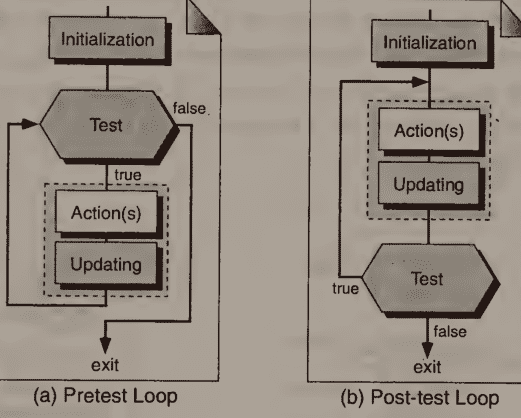 Initialization
Test
false
true
Action(s)
Updating
exit
(a) Pretest Loop
Initialization
Action(s)
Updating
Test
true
false
exit
(b) Post-test Loop